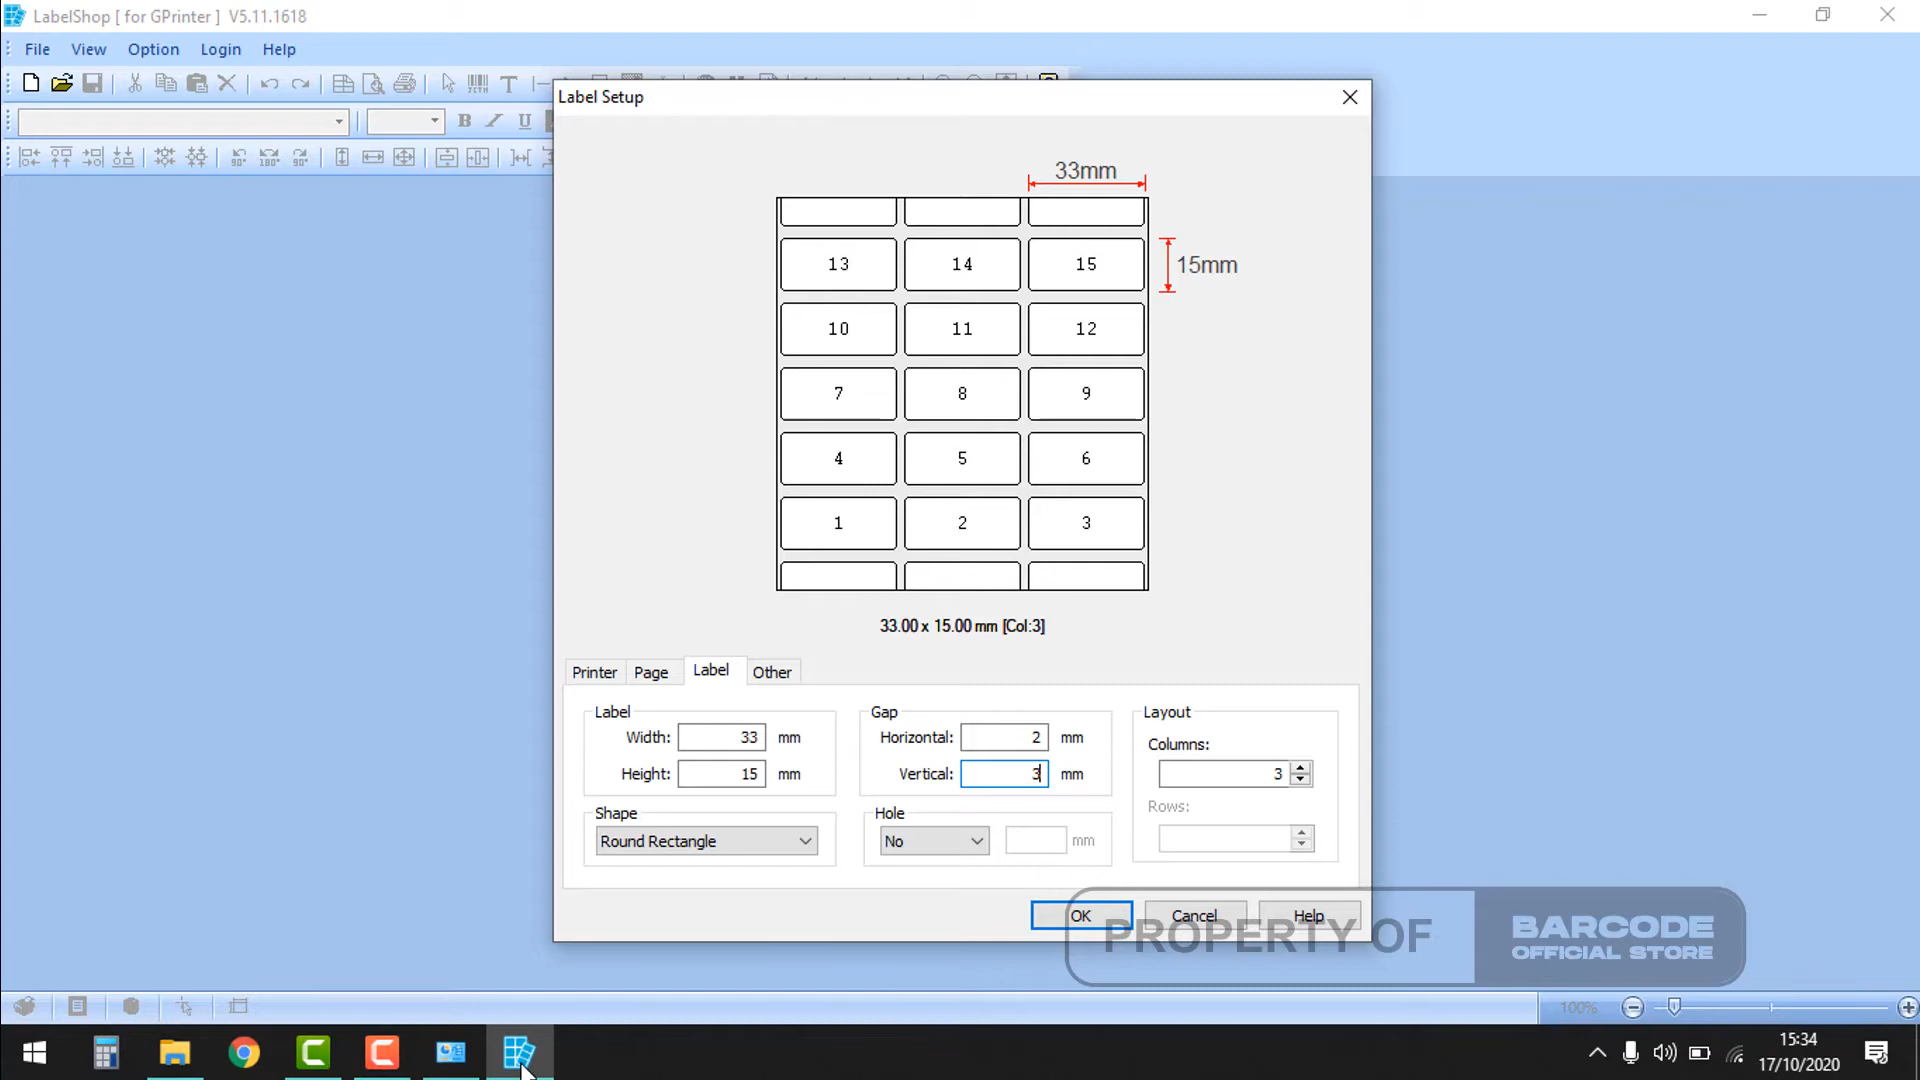 LabelShop [ for GPrinter ] V5.11.1618
File View Option Login Help
B I U
90° 180° 90°
Label Setup
33mm
13 14 15
15mm
10 11 12
7 8 9
4 5 6
1 2 3
33.00 x 15.00 mm [Col:3]
Printer Page Label Other
Label Gap Layout
Width: 33 mm Horizontal: 2 mm Columns:
Height: 15 mm Vertical: 3 mm 3
Shape Hole Rows:
Round Rectangle No mm
OK Cancel Help
PROPERTY OF BARCODE
OFFICIAL STORE
100%
15:34
17/10/2020